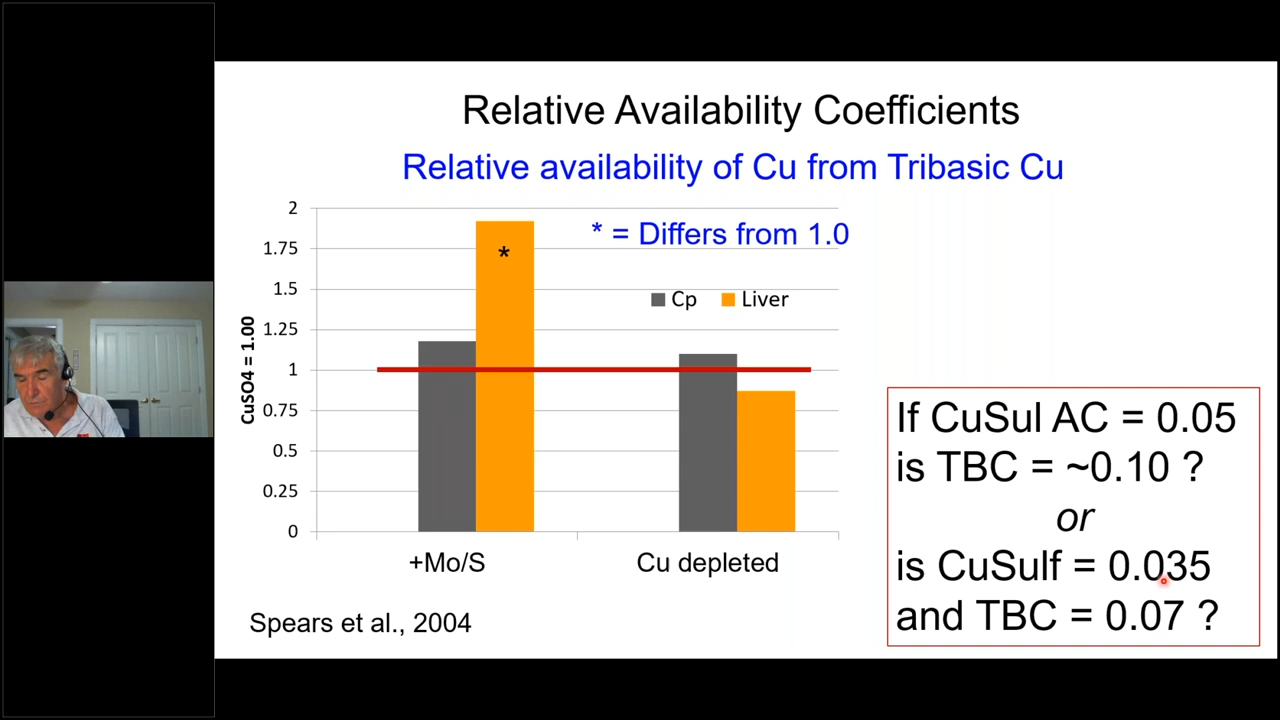 Relative Availability Coefficients
Relative availability of Cu from Tribasic Cu
* = Differs from 1.0
Cp
Liver
CuSO4 = 1.00
2
1.75
1.5
1.25
1
0.75
0.5
0.25
0
*
+Mo/S
Cu depleted
Spears et al., 2004
If CuSul AC = 0.05
is TBC = ~0.10 ?
or
is CuSulf = 0.035
and TBC = 0.07 ?